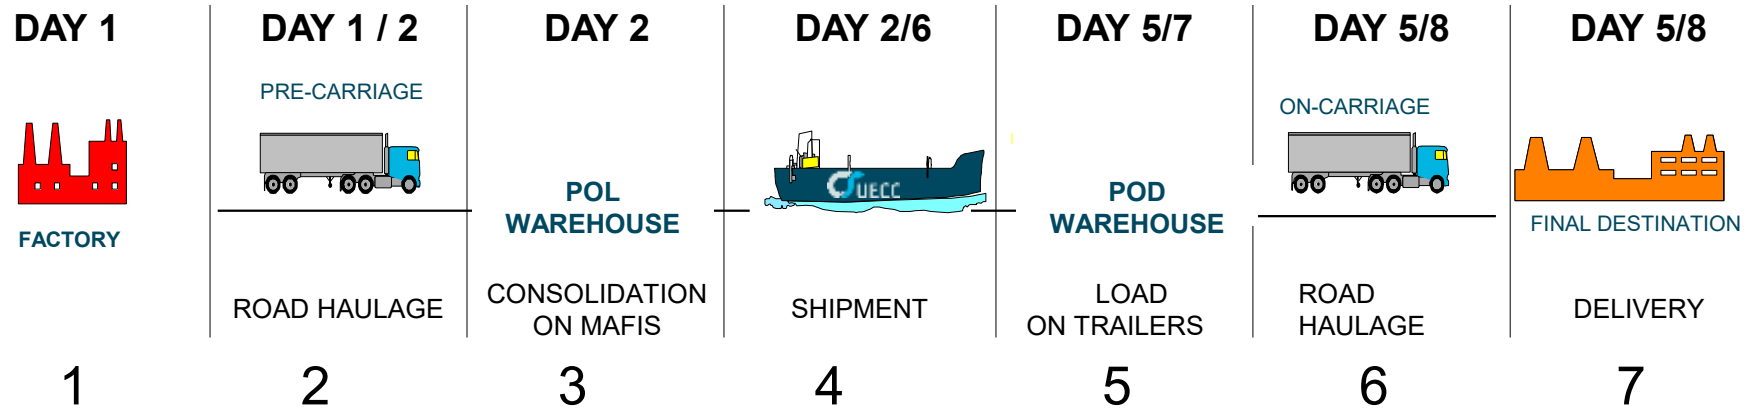 DAY 1
DAY 1 / 2
DAY 2
DAY 2/6
DAY 5/7
DAY 5/8
DAY 5/8
PRE-CARRIAGE
ON-CARRIAGE
UECC
POL
WAREHOUSE
POD
WAREHOUSE
FACTORY
FINAL DESTINATION
ROAD HAULAGE
CONSOLIDATION
ON MAFIS
SHIPMENT
LOAD
ON TRAILERS
ROAD
HAULAGE
DELIVERY
1
2
3
4
5
6
7